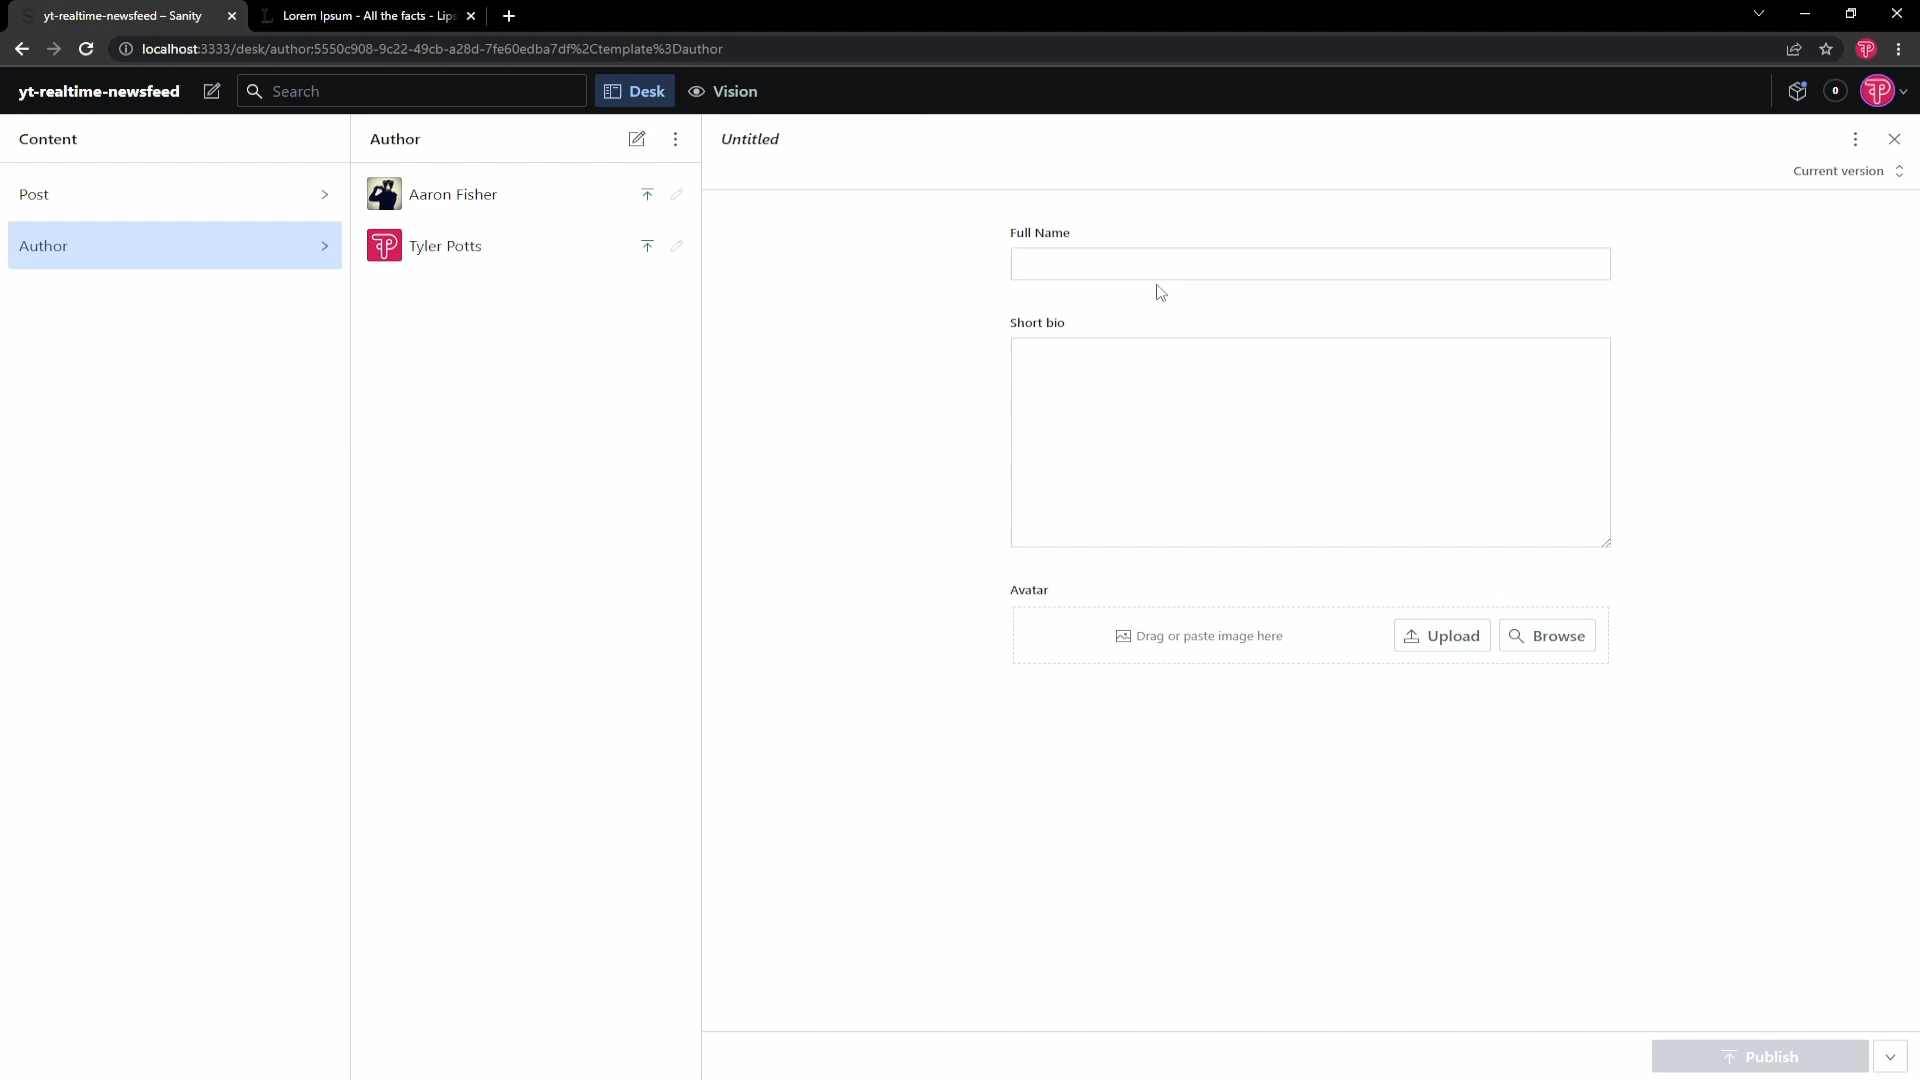 yt-realtime-newsfeed – Sanity
Lorem Ipsum - All the facts - Lips
localhost:3333/desk/author;5550c908-9c22-49cb-a28d-7fe60edba7df%2Ctemplate%3Dauthor
yt-realtime-newsfeed
Search
Desk
Vision
0
Content
Post
Author
Author
Aaron Fisher
Tyler Potts
Untitled
Current version
Full Name
Short bio
Avatar
Drag or paste image here
Upload
Browse
Publish